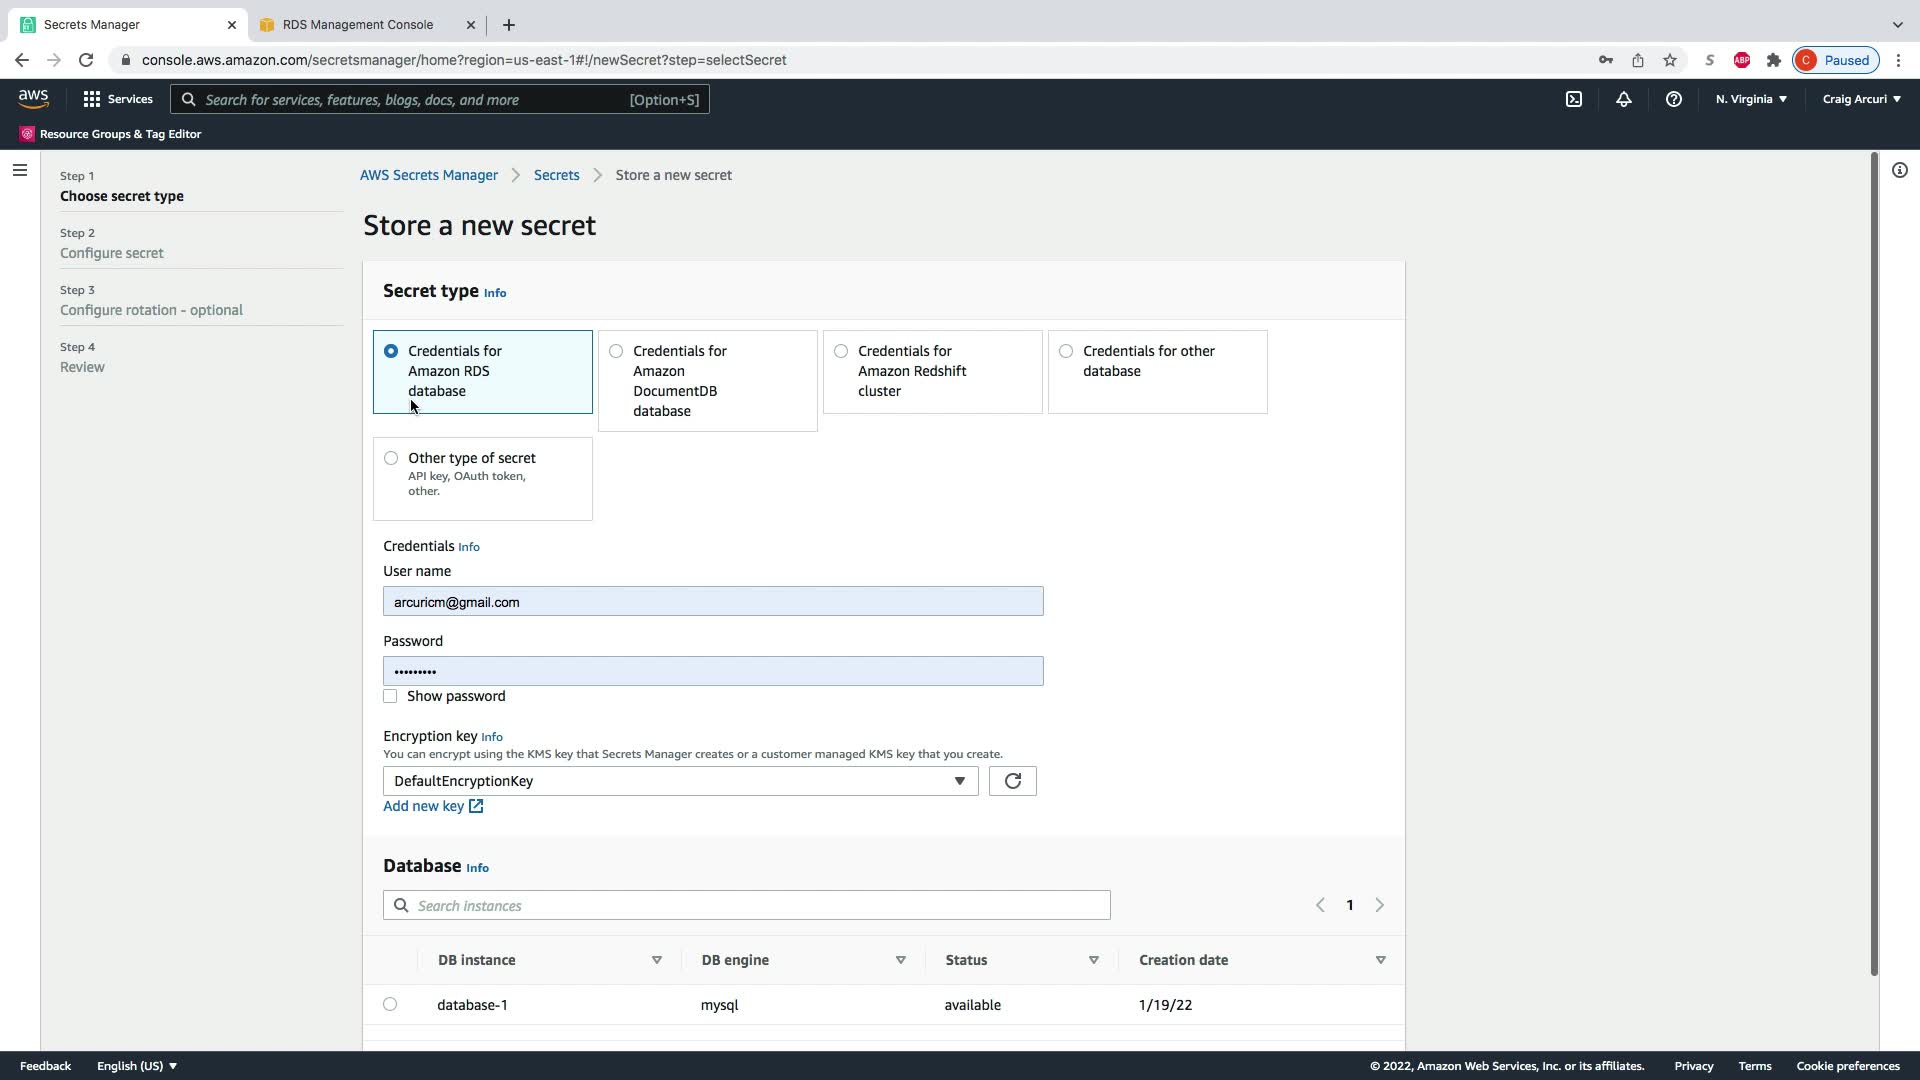 Secrets Manager
RDS Management Console
console.aws.amazon.com/secretsmanager/home?region=us-east-1#!/newSecret?step=selectSecret
S
ABP
C Paused
aws
Services
Search for services, features, blogs, docs, and more [Option+S]
N. Virginia
Craig Arcuri
Resource Groups & Tag Editor
Step 1
Choose secret type
Step 2
Configure secret
Step 3
Configure rotation - optional
Step 4
Review
AWS Secrets Manager > Secrets > Store a new secret
Store a new secret
Secret type Info
Credentials for
Amazon RDS
database
Credentials for
Amazon
DocumentDB
database
Credentials for
Amazon Redshift
cluster
Credentials for other
database
Other type of secret
API key, OAuth token,
other.
Credentials Info
User name
arcuricm@gmail.com
Password
•••••••••
Show password
Encryption key Info
You can encrypt using the KMS key that Secrets Manager creates or a customer managed KMS key that you create.
DefaultEncryptionKey
Add new key
Database Info
Search instances
1
DB instance DB engine Status Creation date
database-1 mysql available 1/19/22
Feedback English (US) © 2022, Amazon Web Services, Inc. or its affiliates. Privacy Terms Cookie preferences